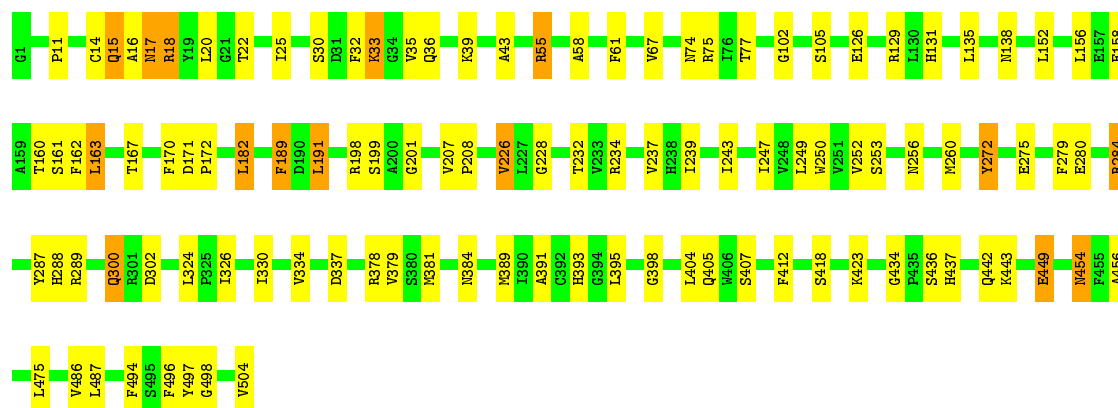 G1 P11 C14 Q15 A16 N17 R18 Y19 L20 G21 T22 I25 S30 D31 F32 K33 G34 V35 Q36 K39 A43 R55 A58 F61 V67 N74 R75 I76 T77 G102 S105 E126 R129 L130 H131 L135 N138 L152 L156 E157
A159 T160 S161 F162 L163 T167 F170 D171 P172 L182 F189 D190 L191 R198 S199 A200 G201 V207 P208 V226 L227 G228 T232 V233 R234 V237 H238 I239 I243 I247 V248 L249 W250 V251 V252 S253 N256 M260 Y272 E275 F279 E280
Y287 H288 R289 Q300 R301 D302 L324 P325 I326 I330 V334 D337 R378 V379 S380 M381 N384 M389 I390 A391 C392 H393 G394 L395 G398 L404 Q405 W406 S407 F412 S418 K423 G434 P435 S436 H437 Q442 K443 E449 N454 F455 A456
L475 V486 L487 F494 S495 F496 Y497 G498 V504